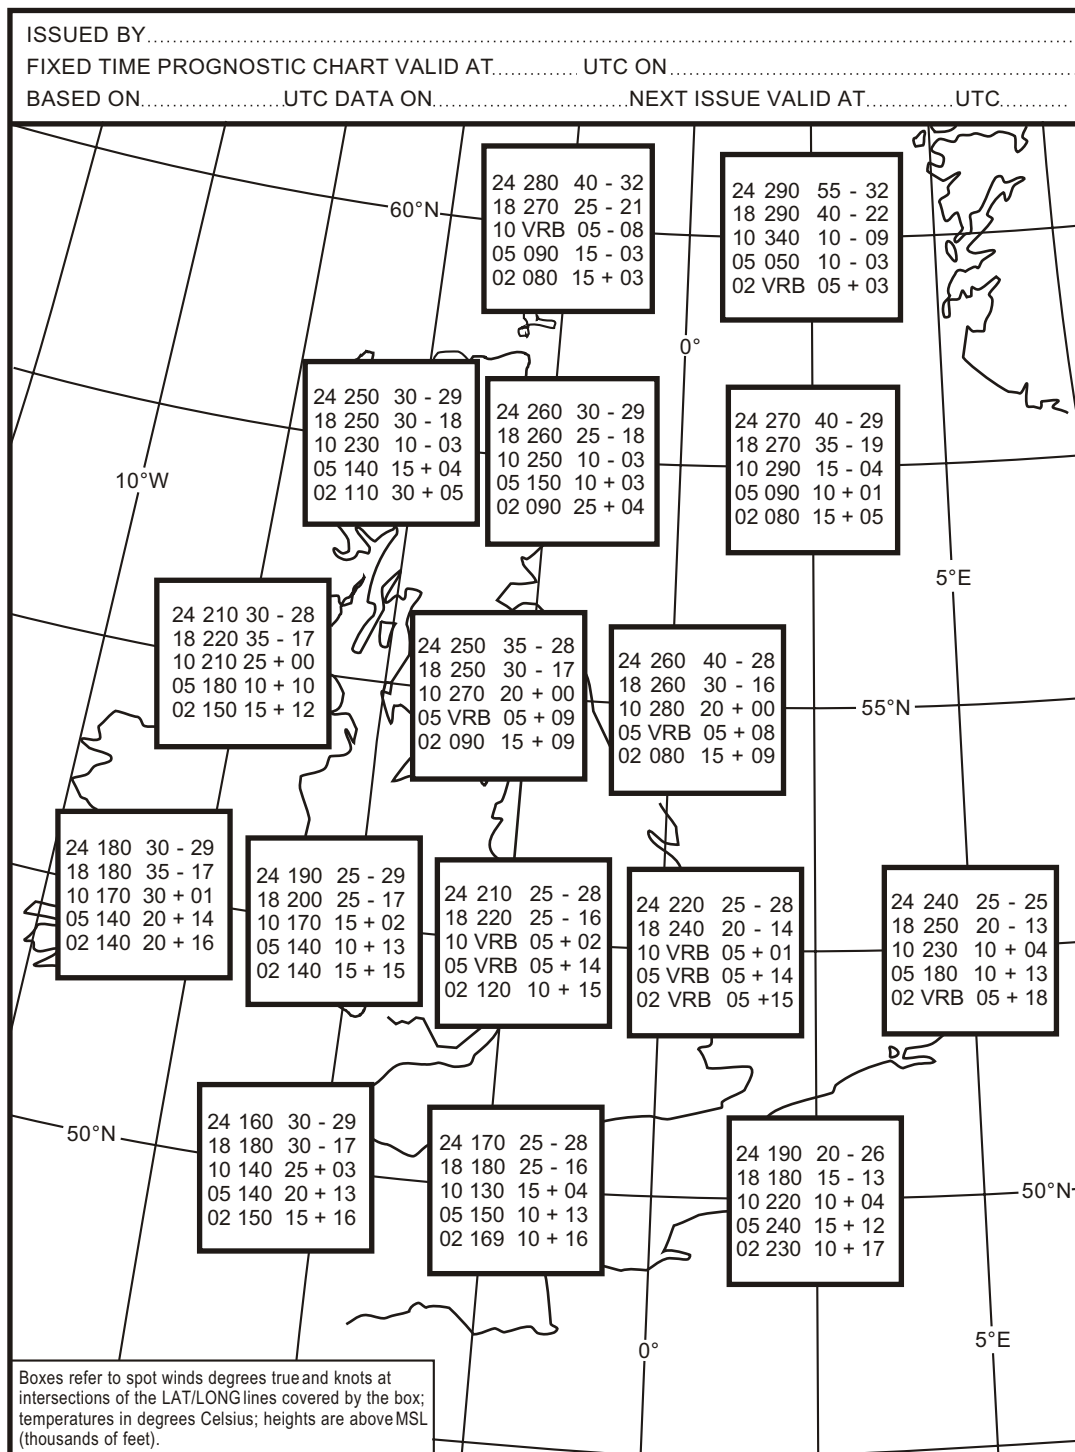 ISSUED BY
FIXED TIME PROGNOSTIC CHART VALID AT UTC ON
BASED ON UTC DATA ON NEXT ISSUE VALID AT UTC
24 280 40 - 32
18 270 25 - 21
10 VRB 05 - 08
05 090 15 - 03
02 080 15 + 03
24 290 55 - 32
18 290 40 - 22
10 340 10 - 09
05 050 10 - 03
02 VRB 05 + 03
60°N
0°
24 250 30 - 29
18 250 30 - 18
10 230 10 - 03
05 140 15 + 04
02 110 30 + 05
24 260 30 - 29
18 260 25 - 18
10 250 10 - 03
05 150 10 + 03
02 090 25 + 04
24 270 40 - 29
18 270 35 - 19
10 290 15 - 04
05 090 10 + 01
02 080 15 + 05
10°W
5°E
24 210 30 - 28
18 220 35 - 17
10 210 25 + 00
05 180 10 + 10
02 150 15 + 12
24 250 35 - 28
18 250 30 - 17
10 270 20 + 00
05 VRB 05 + 09
02 090 15 + 09
24 260 40 - 28
18 260 30 - 16
10 280 20 + 00
05 VRB 05 + 08
02 080 15 + 09
55°N
24 180 30 - 29
18 180 35 - 17
10 170 30 + 01
05 140 20 + 14
02 140 20 + 16
24 190 25 - 29
18 200 25 - 17
10 170 15 + 02
05 140 10 + 13
02 140 15 + 15
24 210 25 - 28
18 220 25 - 16
10 VRB 05 + 02
05 VRB 05 + 14
02 120 10 + 15
24 220 25 - 28
18 240 20 - 14
10 VRB 05 + 01
05 VRB 05 + 14
02 VRB 05 +15
24 240 25 - 25
18 250 20 - 13
10 230 10 + 04
05 180 10 + 13
02 VRB 05 + 18
50°N
24 160 30 - 29
18 180 30 - 17
10 140 25 + 03
05 140 20 + 13
02 150 15 + 16
24 170 25 - 28
18 180 25 - 16
10 130 15 + 04
05 150 10 + 13
02 169 10 + 16
24 190 20 - 26
18 180 15 - 13
10 220 10 + 04
05 240 15 + 12
02 230 10 + 17
50°N
0°
5°E
Boxes refer to spot winds degrees true and knots at
intersections of the LAT/LONG lines covered by the box;
temperatures in degrees Celsius; heights are above MSL
(thousands of feet).